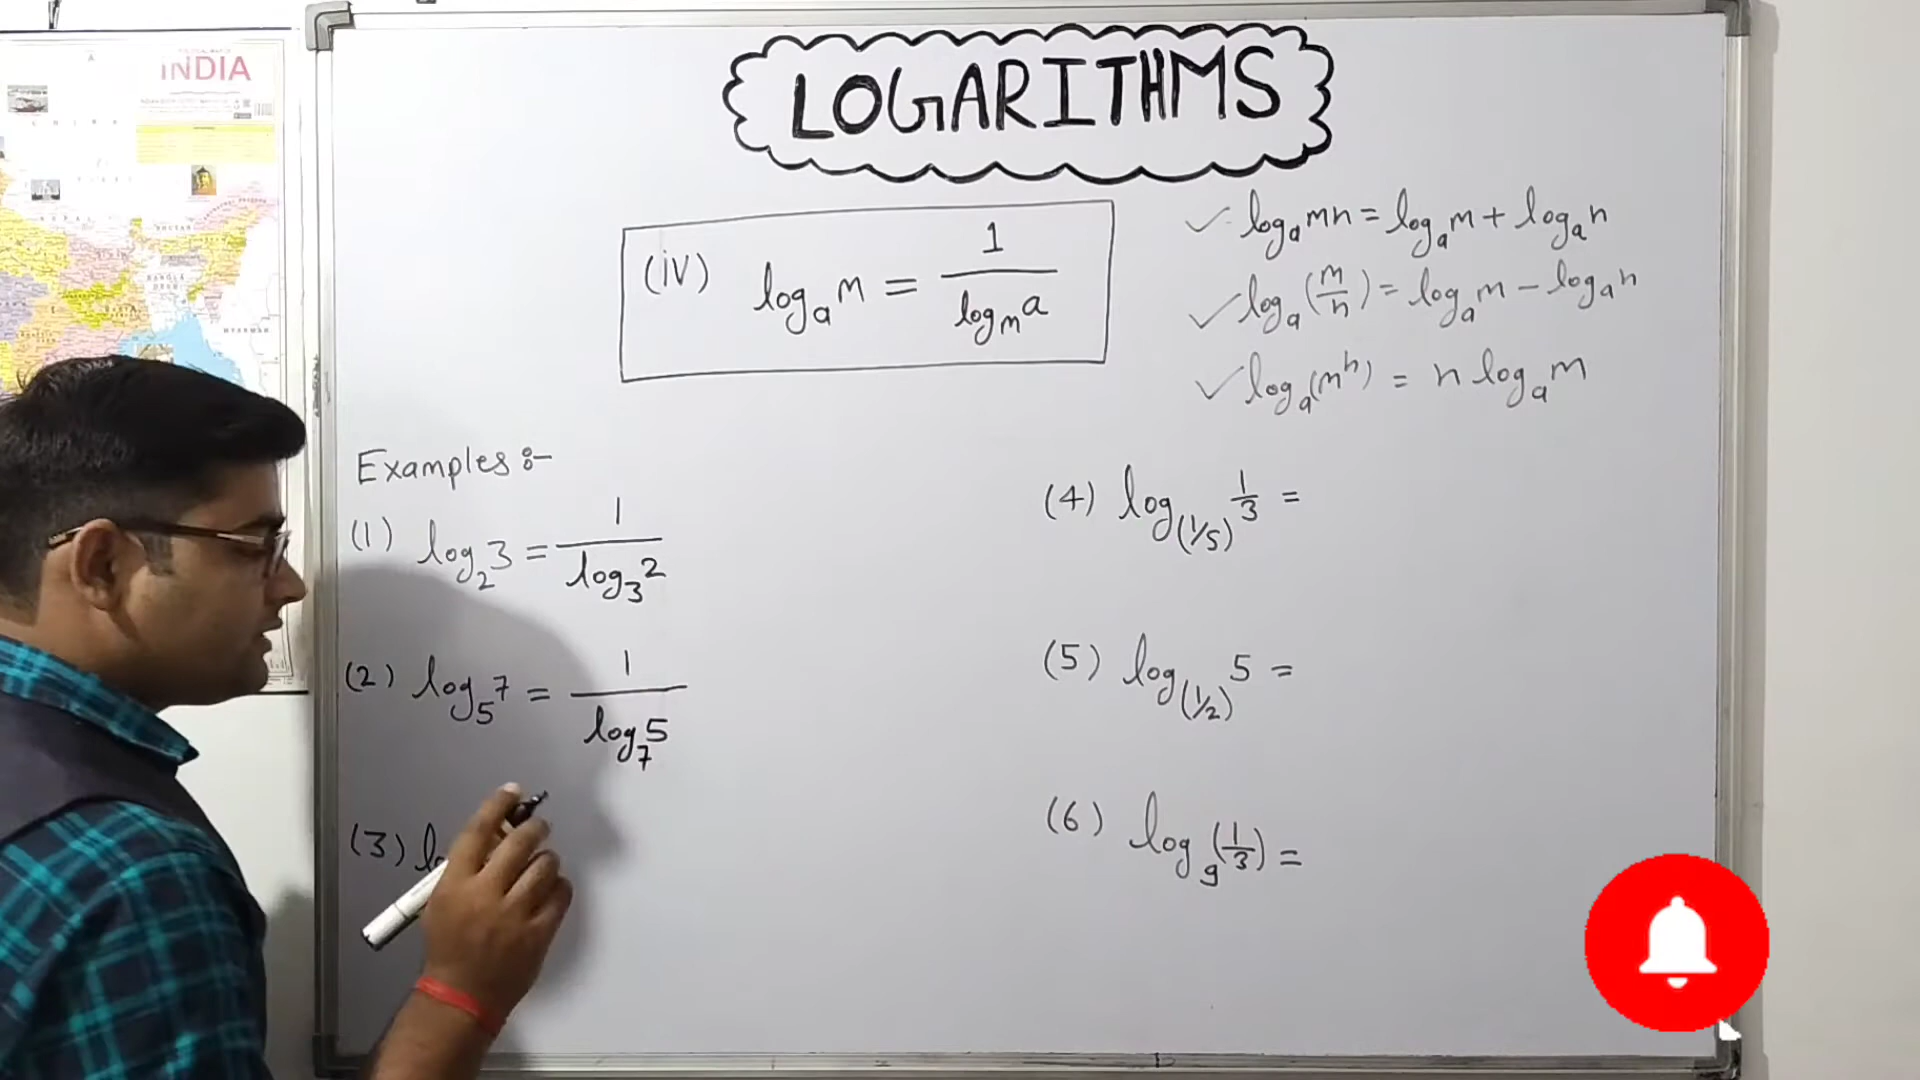 INDIA
LOGARITHMS
(iv) logₐm = 1/logₘa
logₐmn = logₐm + logₐn
logₐ(m/n) = logₐm − logₐn
logₐ(mⁿ) = n logₐm
Examples :-
(1) log₂3 = 1/log₃2
(2) log₅7 = 1/log₇5
(3)
(4) log₍₁/₅₎ 1/3 =
(5) log₍₁/₂₎ 5 =
(6) log₉(1/3) =